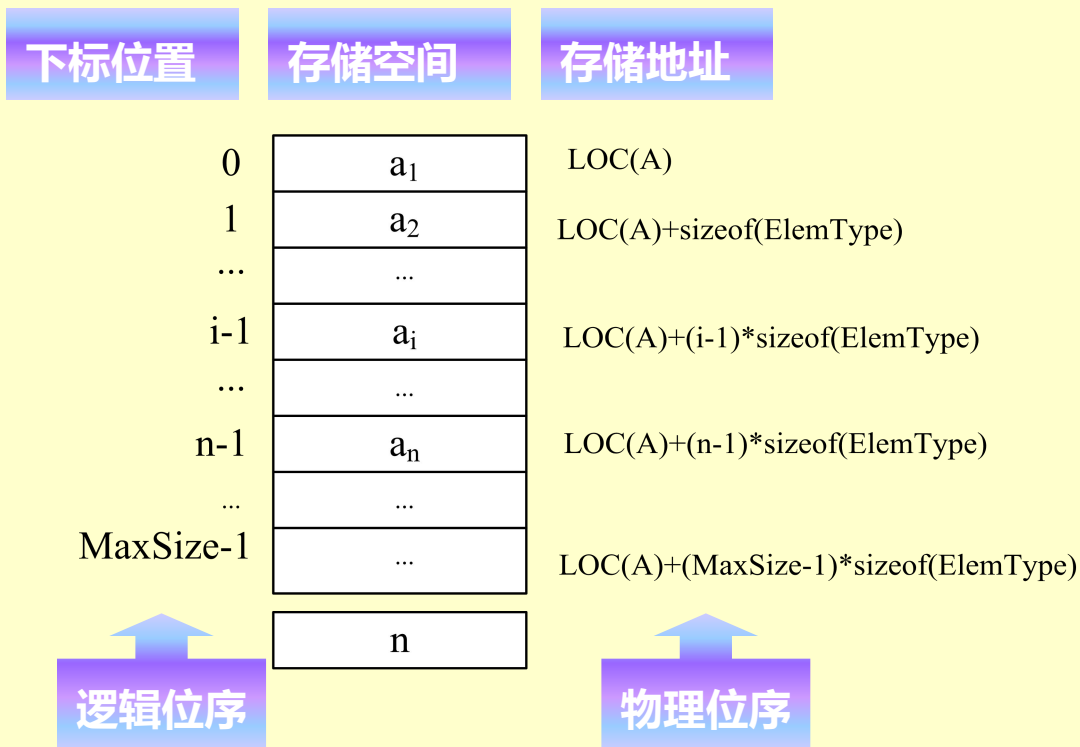 下标位置 存储空间 存储地址
0 a1 LOC(A)
1 a2 LOC(A)+sizeof(ElemType)
... ...
i-1 ai LOC(A)+(i-1)*sizeof(ElemType)
... ...
n-1 an LOC(A)+(n-1)*sizeof(ElemType)
... ...
MaxSize-1 ... LOC(A)+(MaxSize-1)*sizeof(ElemType)
n
逻辑位序 物理位序